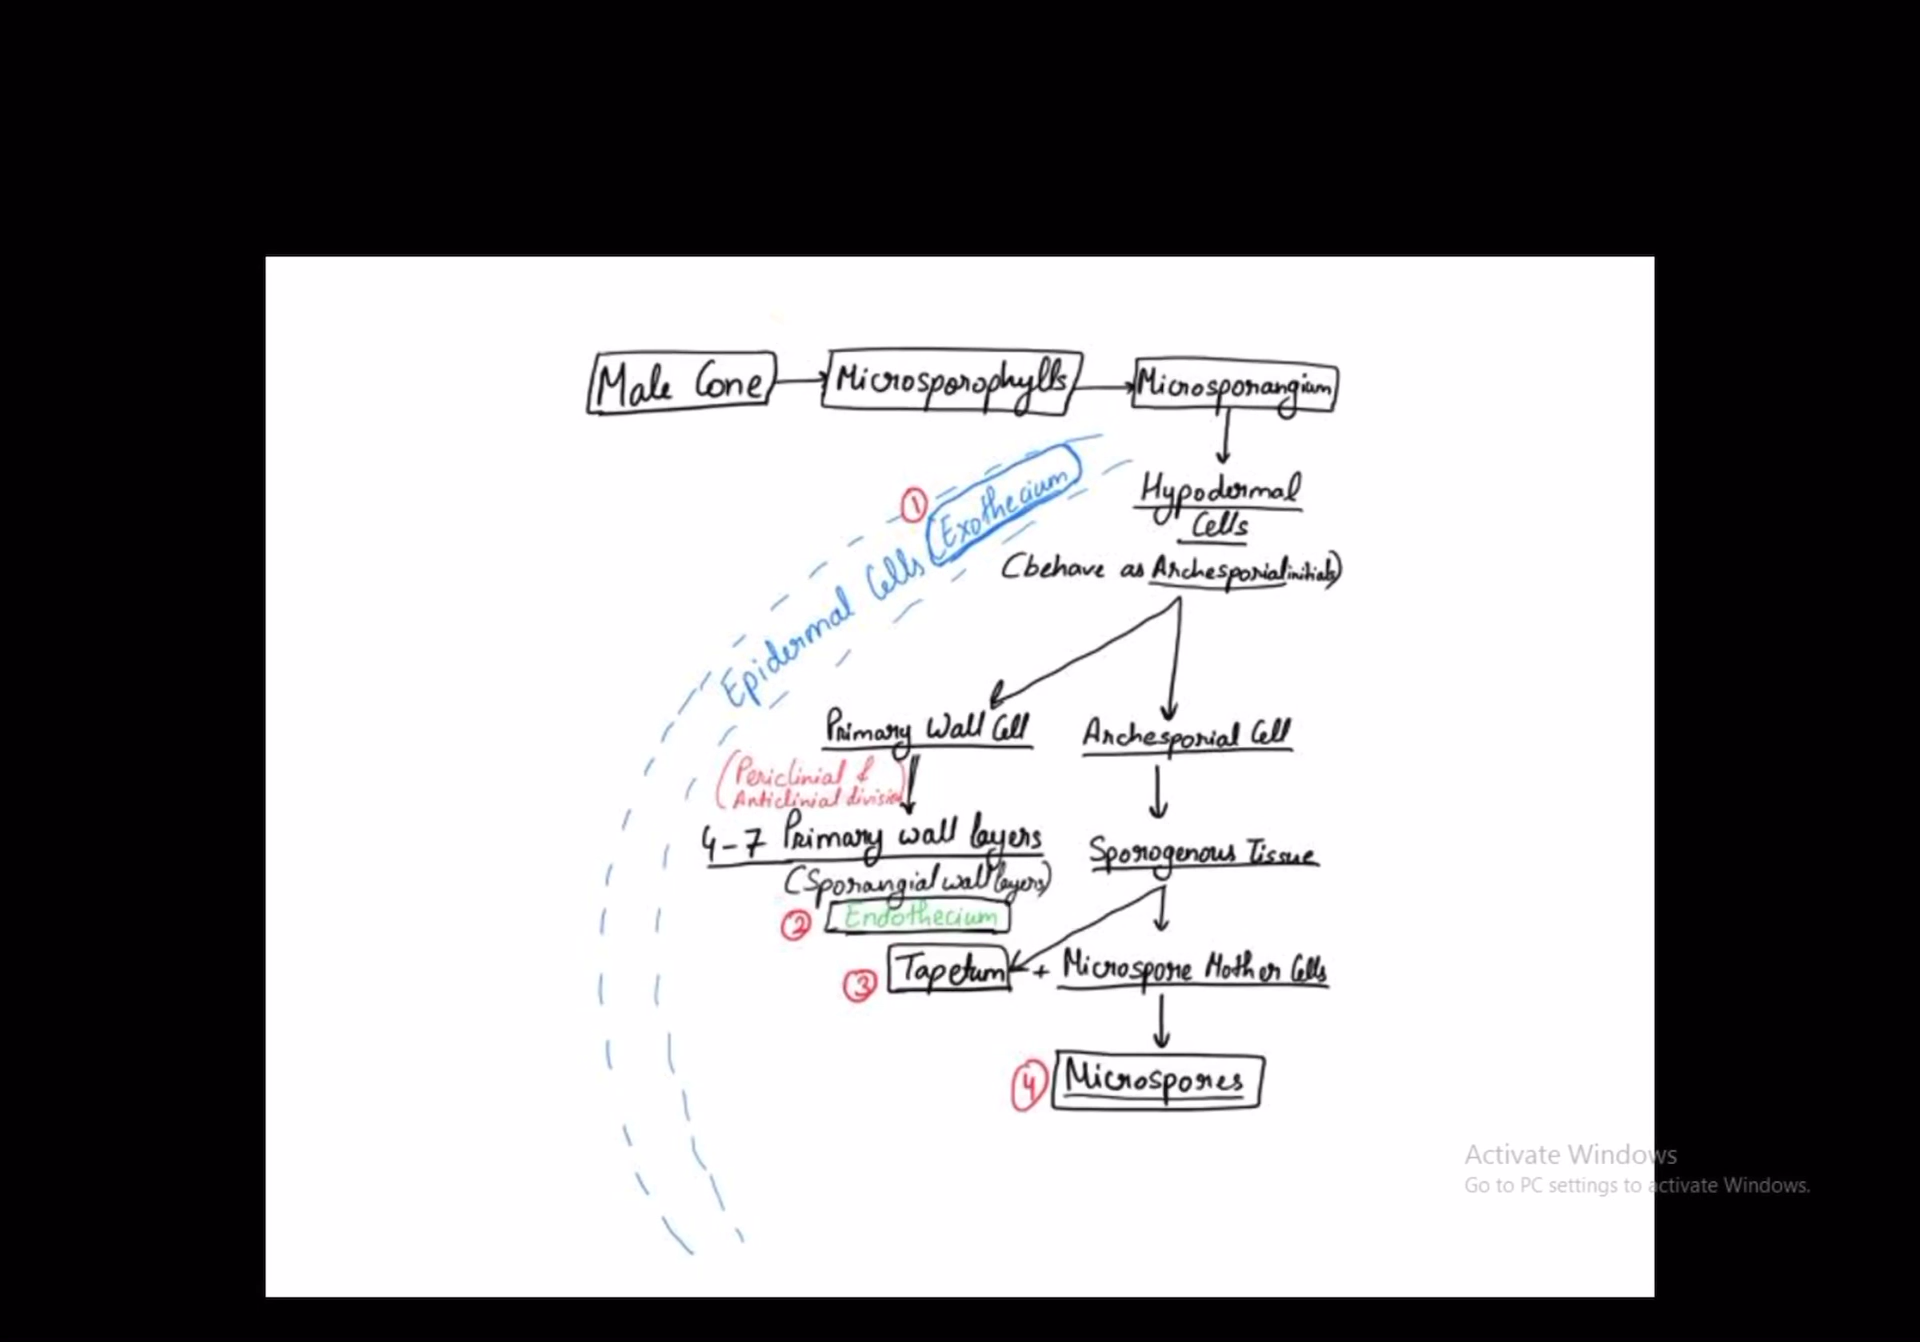 Male Cone
Microsporophylls
Microsporangium
Hypodermal
Cells
(behave as Archesporial initials)
1
Epidermal Cells Exothecium
Primary Wall Cell
Archesporial Cell
(Periclinial &
Anticlinial division)
4-7 Primary wall layers
(Sporangial wall layers)
Sporogenous Tissue
2 Endothecium
3 Tapetum + Microspore Mother Cells
4 Microspores
Activate Windows
Go to PC settings to activate Windows.